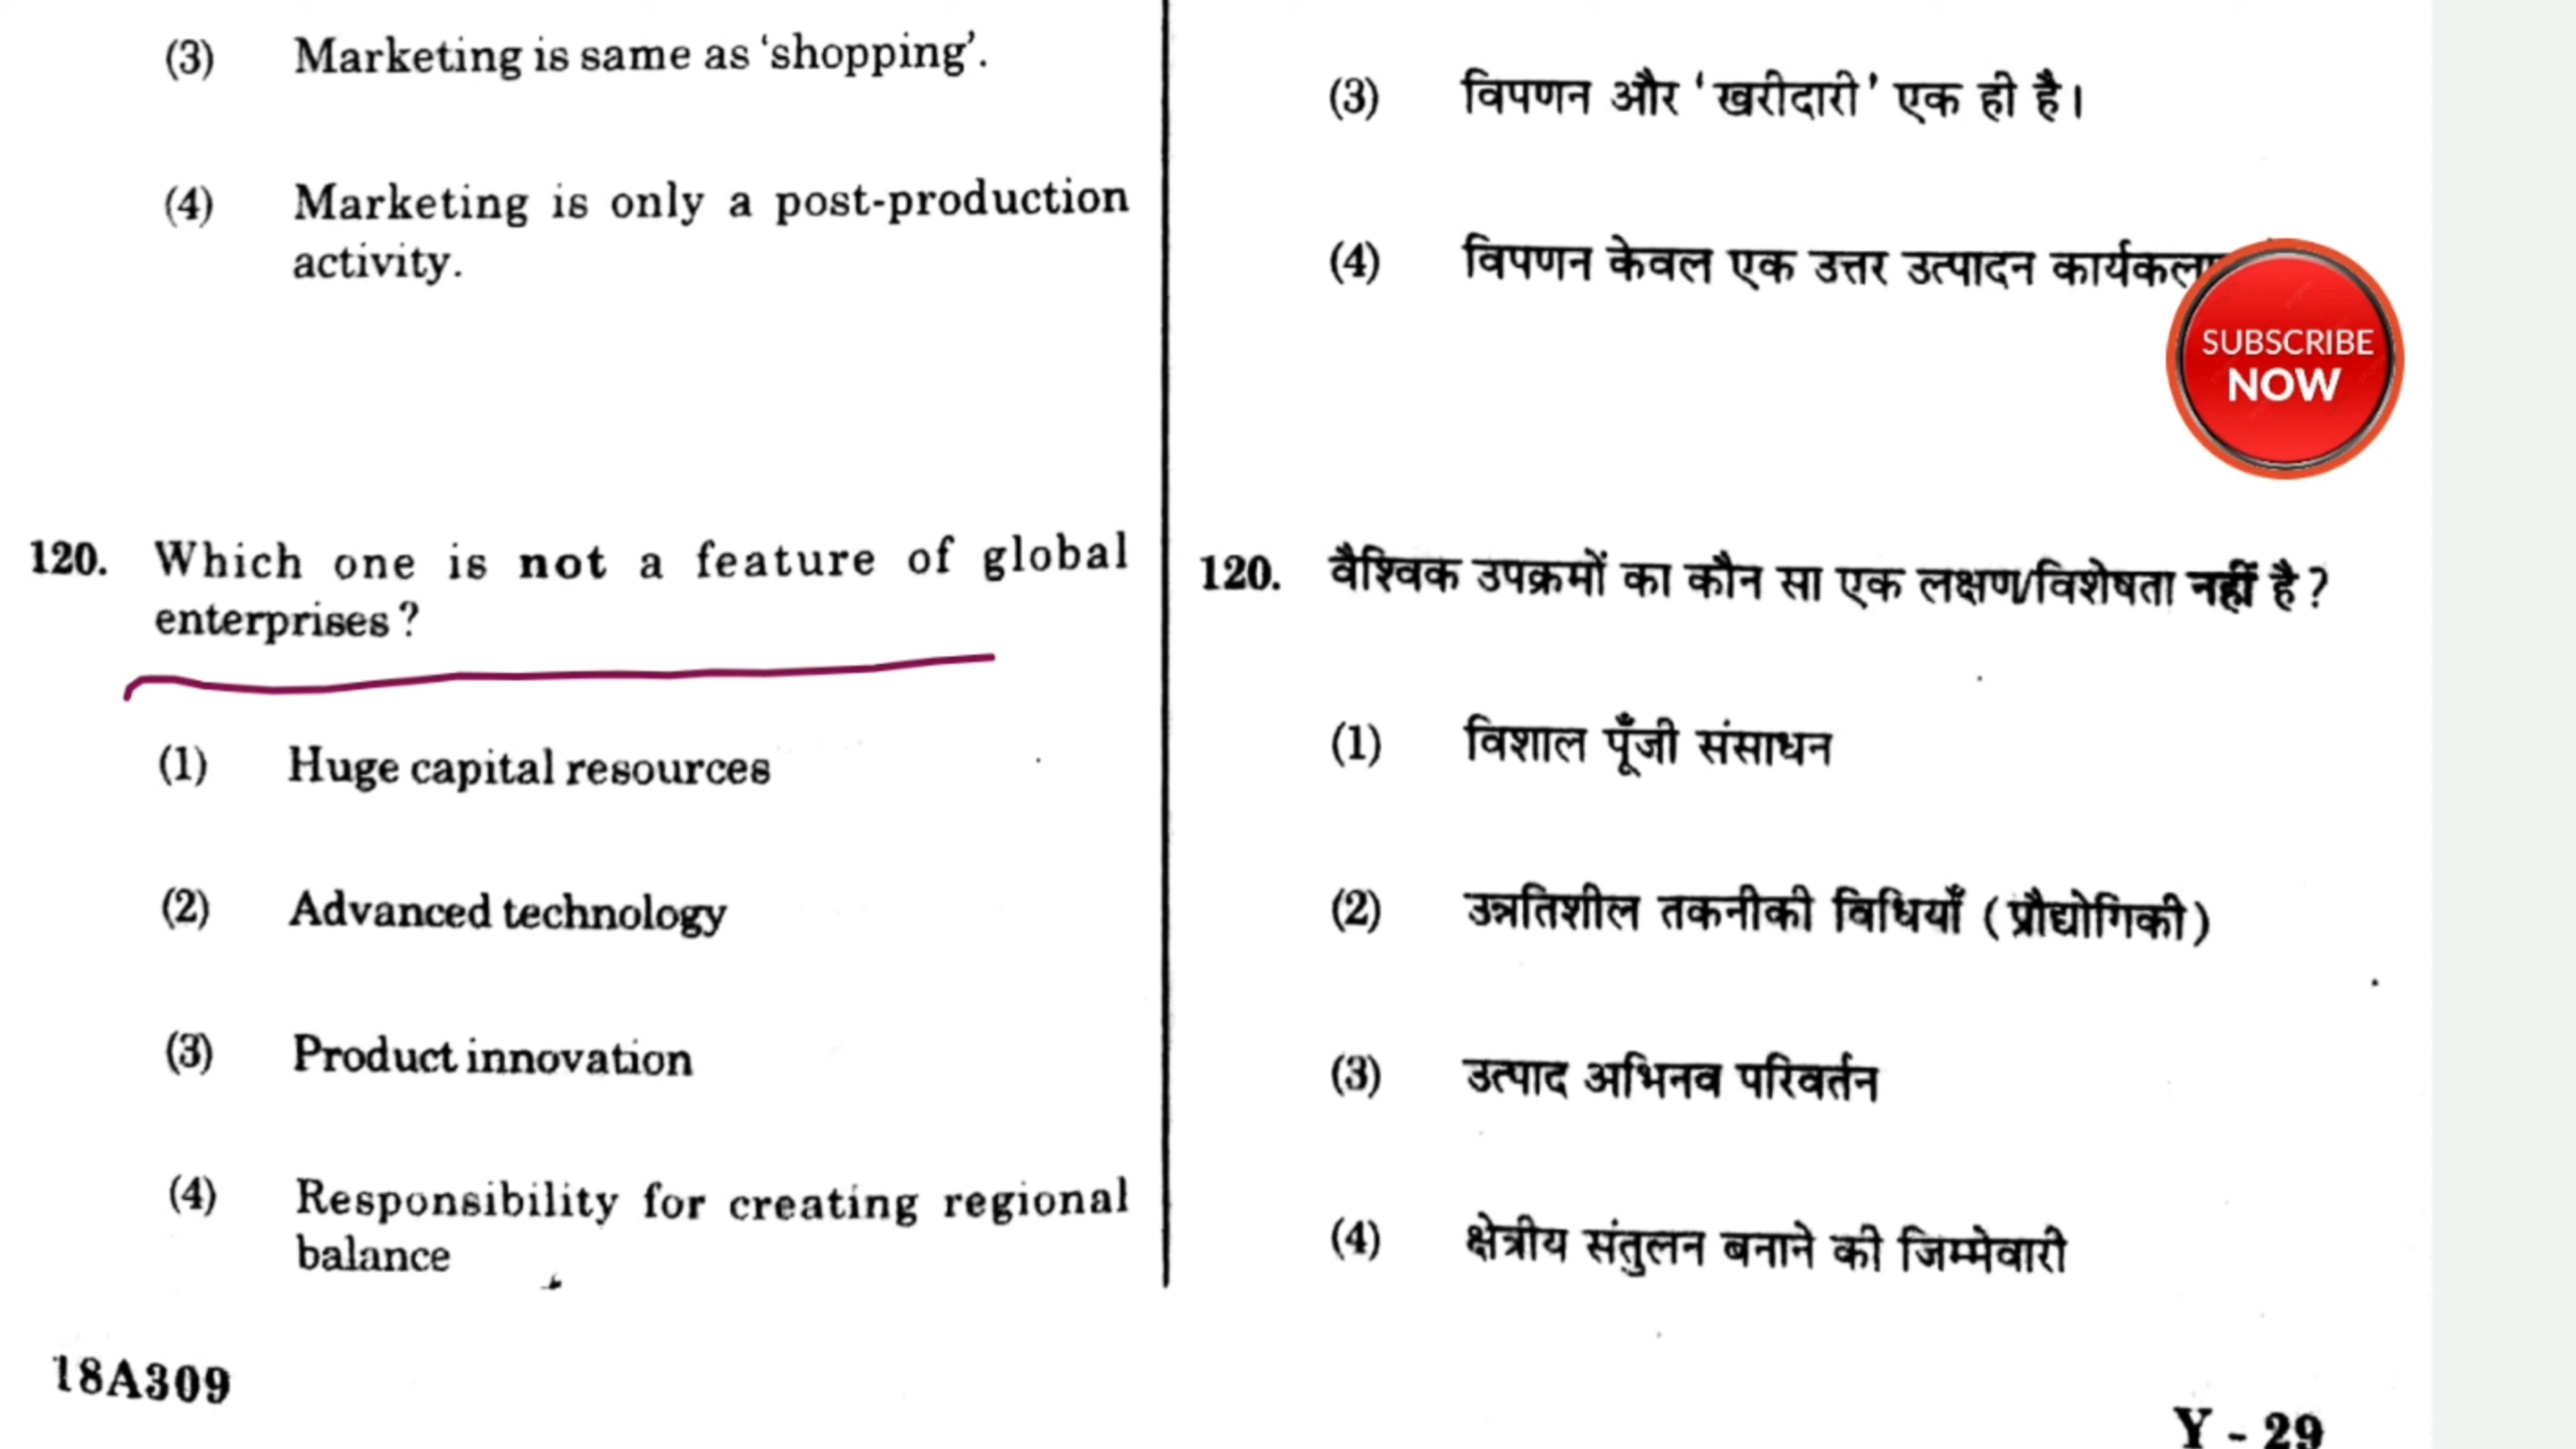 (3) Marketing is same as ‘shopping’.
(4) Marketing is only a post-production
activity.
120. Which one is not a feature of global
enterprises ?
(1) Huge capital resources
(2) Advanced technology
(3) Product innovation
(4) Responsibility for creating regional
balance
18A309
(3) विपणन और ‘खरीदारी’ एक ही है।
(4) विपणन केवल एक उत्तर उत्पादन
SUBSCRIBE
NOW
120. वैश्विक उपक्रमों का कौन सा एक लक्षण/विशेषता नहीं है ?
(1) विशाल पूँजी संसाधन
(2) उन्नतिशील तकनीकी विधियाँ (प्रौद्योगिकी)
(3) उत्पाद अभिनव परिवर्तन
(4) क्षेत्रीय संतुलन बनाने की जिम्मेवारी
Y - 29